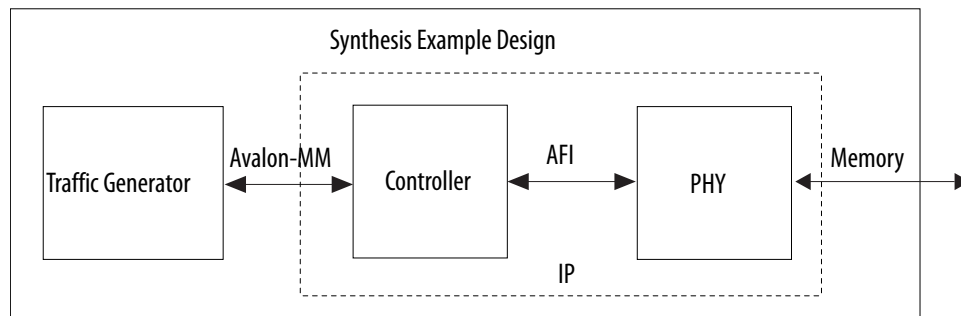 Synthesis Example Design
Traffic Generator
Avalon-MM
Controller
AFI
PHY
Memory
IP